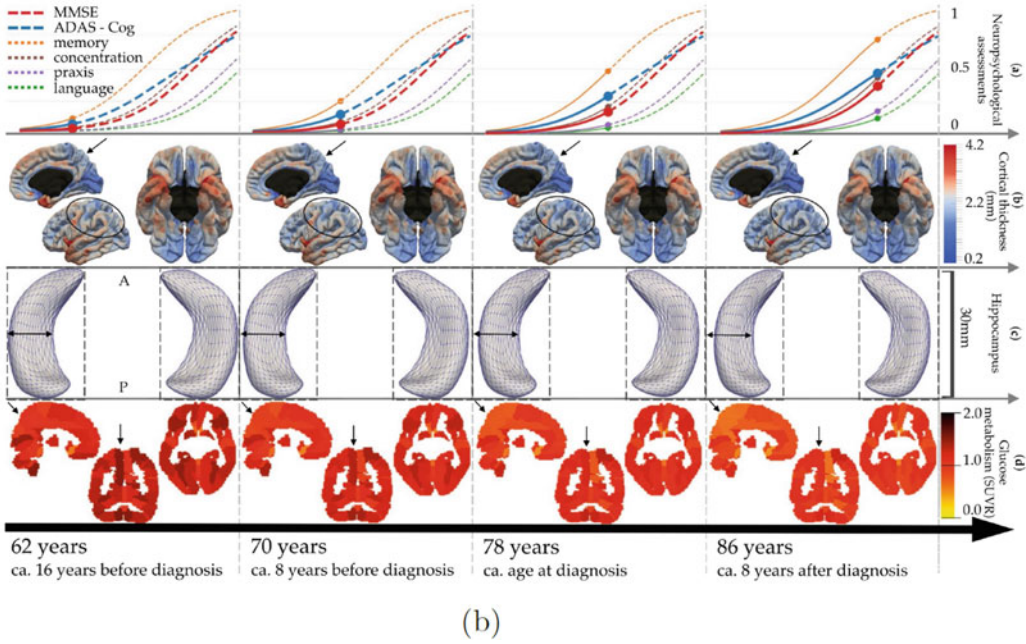 MMSE
ADAS - Cog
memory
concentration
praxis
language
1
0.5
0
Neuropsychological
assessments
(a)
4.2
2.2
0.2
Cortical thickness
(mm)
(b)
A
P
30mm
Hippocampus
(c)
2.0
1.0
0.0
Glucose
metabolism (SUVR)
(d)
62 years
ca. 16 years before diagnosis
70 years
ca. 8 years before diagnosis
78 years
ca. age at diagnosis
86 years
ca. 8 years after diagnosis
(b)